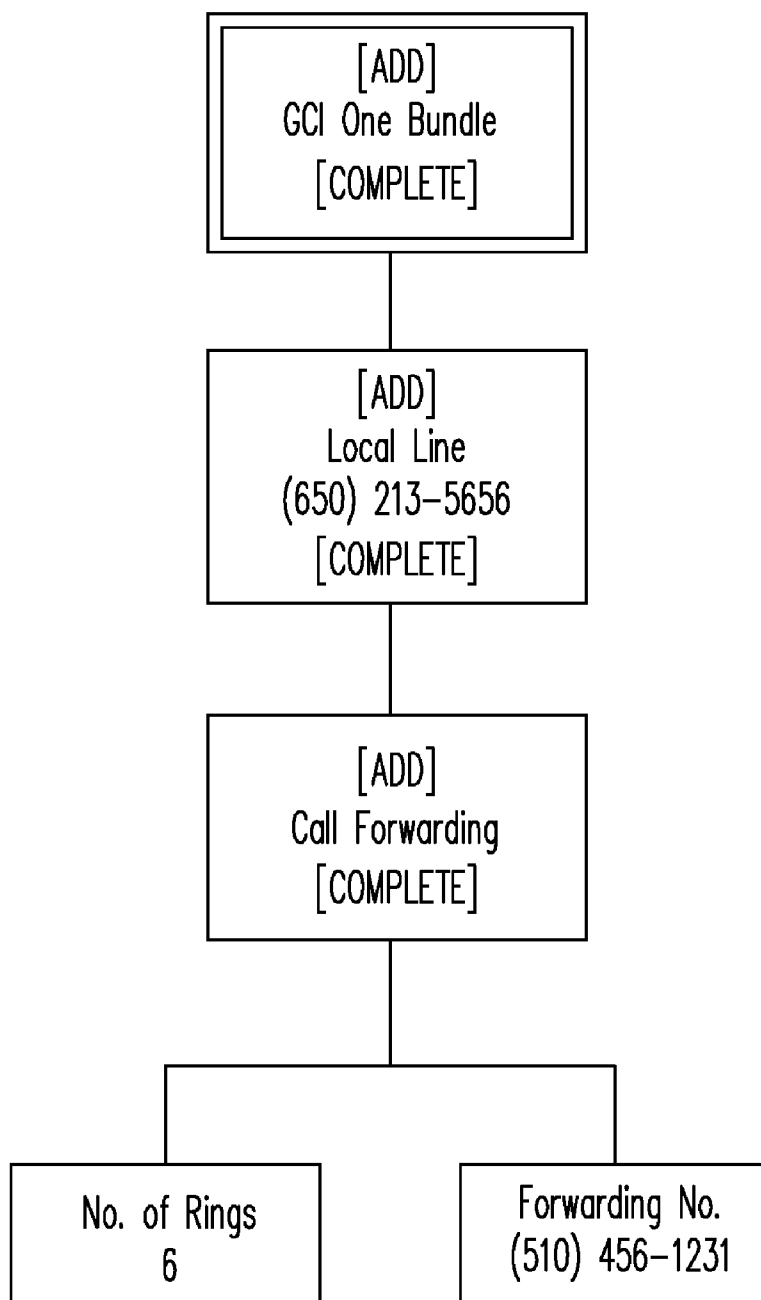 [ADD]
GCI One Bundle
[COMPLETE]
[ADD]
Local Line
(650) 213-5656
[COMPLETE]
[ADD]
Call Forwarding
[COMPLETE]
No. of Rings
6
Forwarding No.
(510) 456-1231